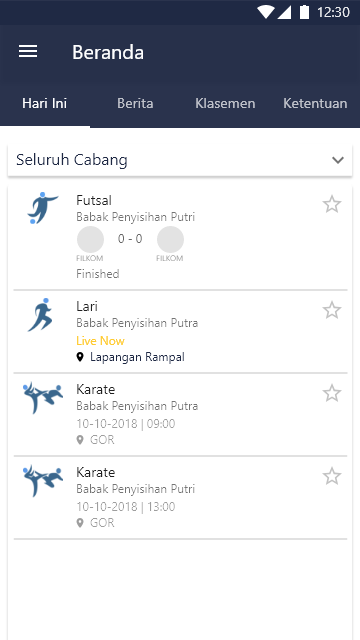 12:30
Beranda
Hari Ini
Berita
Klasemen
Ketentuan
Seluruh Cabang
Futsal
Babak Penyisihan Putri
0 - 0
FILKOM
FILKOM
Finished
Lari
Babak Penyisihan Putra
Live Now
Lapangan Rampal
Karate
Babak Penyisihan Putra
10-10-2018 | 09:00
GOR
Karate
Babak Penyisihan Putri
10-10-2018 | 13:00
GOR